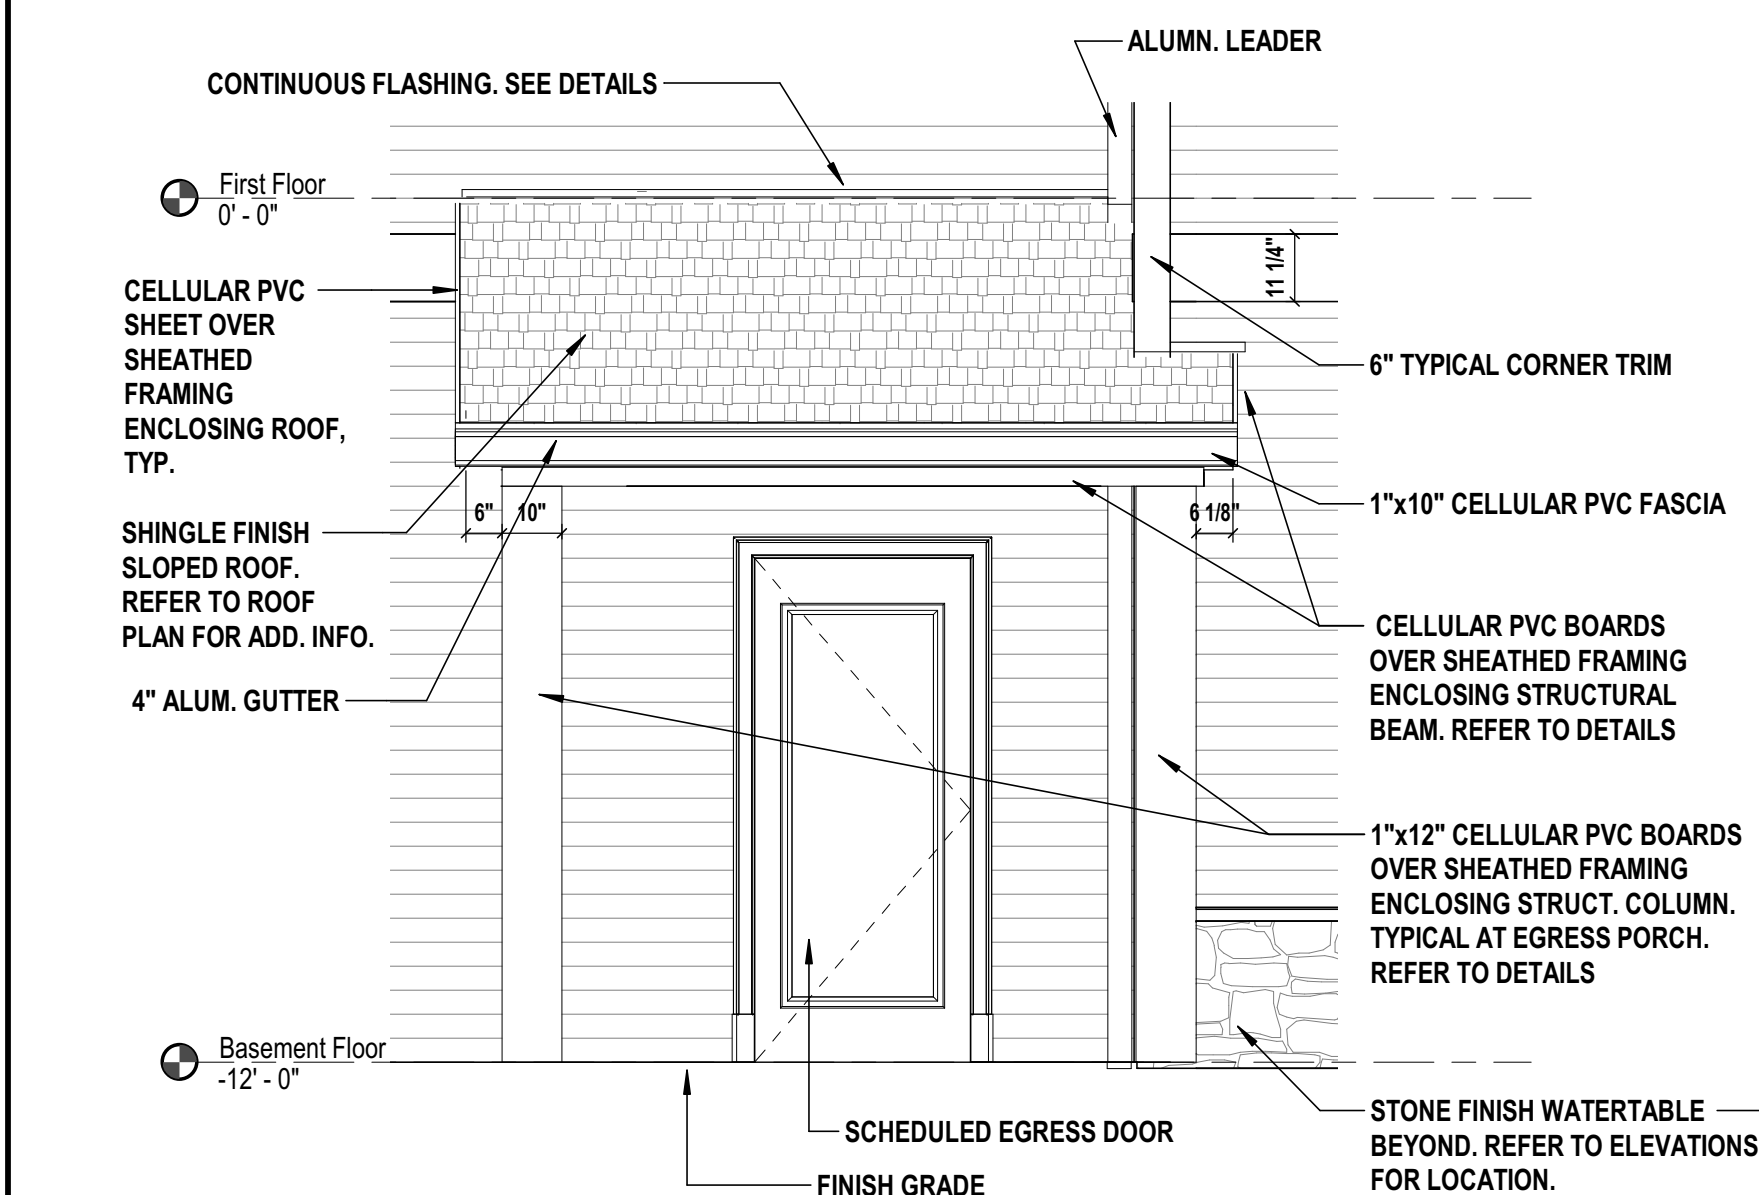 ALUMN. LEADER
CONTINUOUS FLASHING. SEE DETAILS
First Floor
0' - 0"
11 1/4"
CELLULAR PVC
SHEET OVER
SHEATHED
FRAMING
ENCLOSING ROOF,
TYP.
6" TYPICAL CORNER TRIM
1"x10" CELLULAR PVC FASCIA
6"
10"
6 1/8"
SHINGLE FINISH
SLOPED ROOF.
REFER TO ROOF
PLAN FOR ADD. INFO.
CELLULAR PVC BOARDS
OVER SHEATHED FRAMING
ENCLOSING STRUCTURAL
BEAM. REFER TO DETAILS
4" ALUM. GUTTER
1"x12" CELLULAR PVC BOARDS
OVER SHEATHED FRAMING
ENCLOSING STRUCT. COLUMN.
TYPICAL AT EGRESS PORCH.
REFER TO DETAILS
Basement Floor
-12' - 0"
SCHEDULED EGRESS DOOR
FINISH GRADE
STONE FINISH WATERTABLE
BEYOND. REFER TO ELEVATIONS
FOR LOCATION.